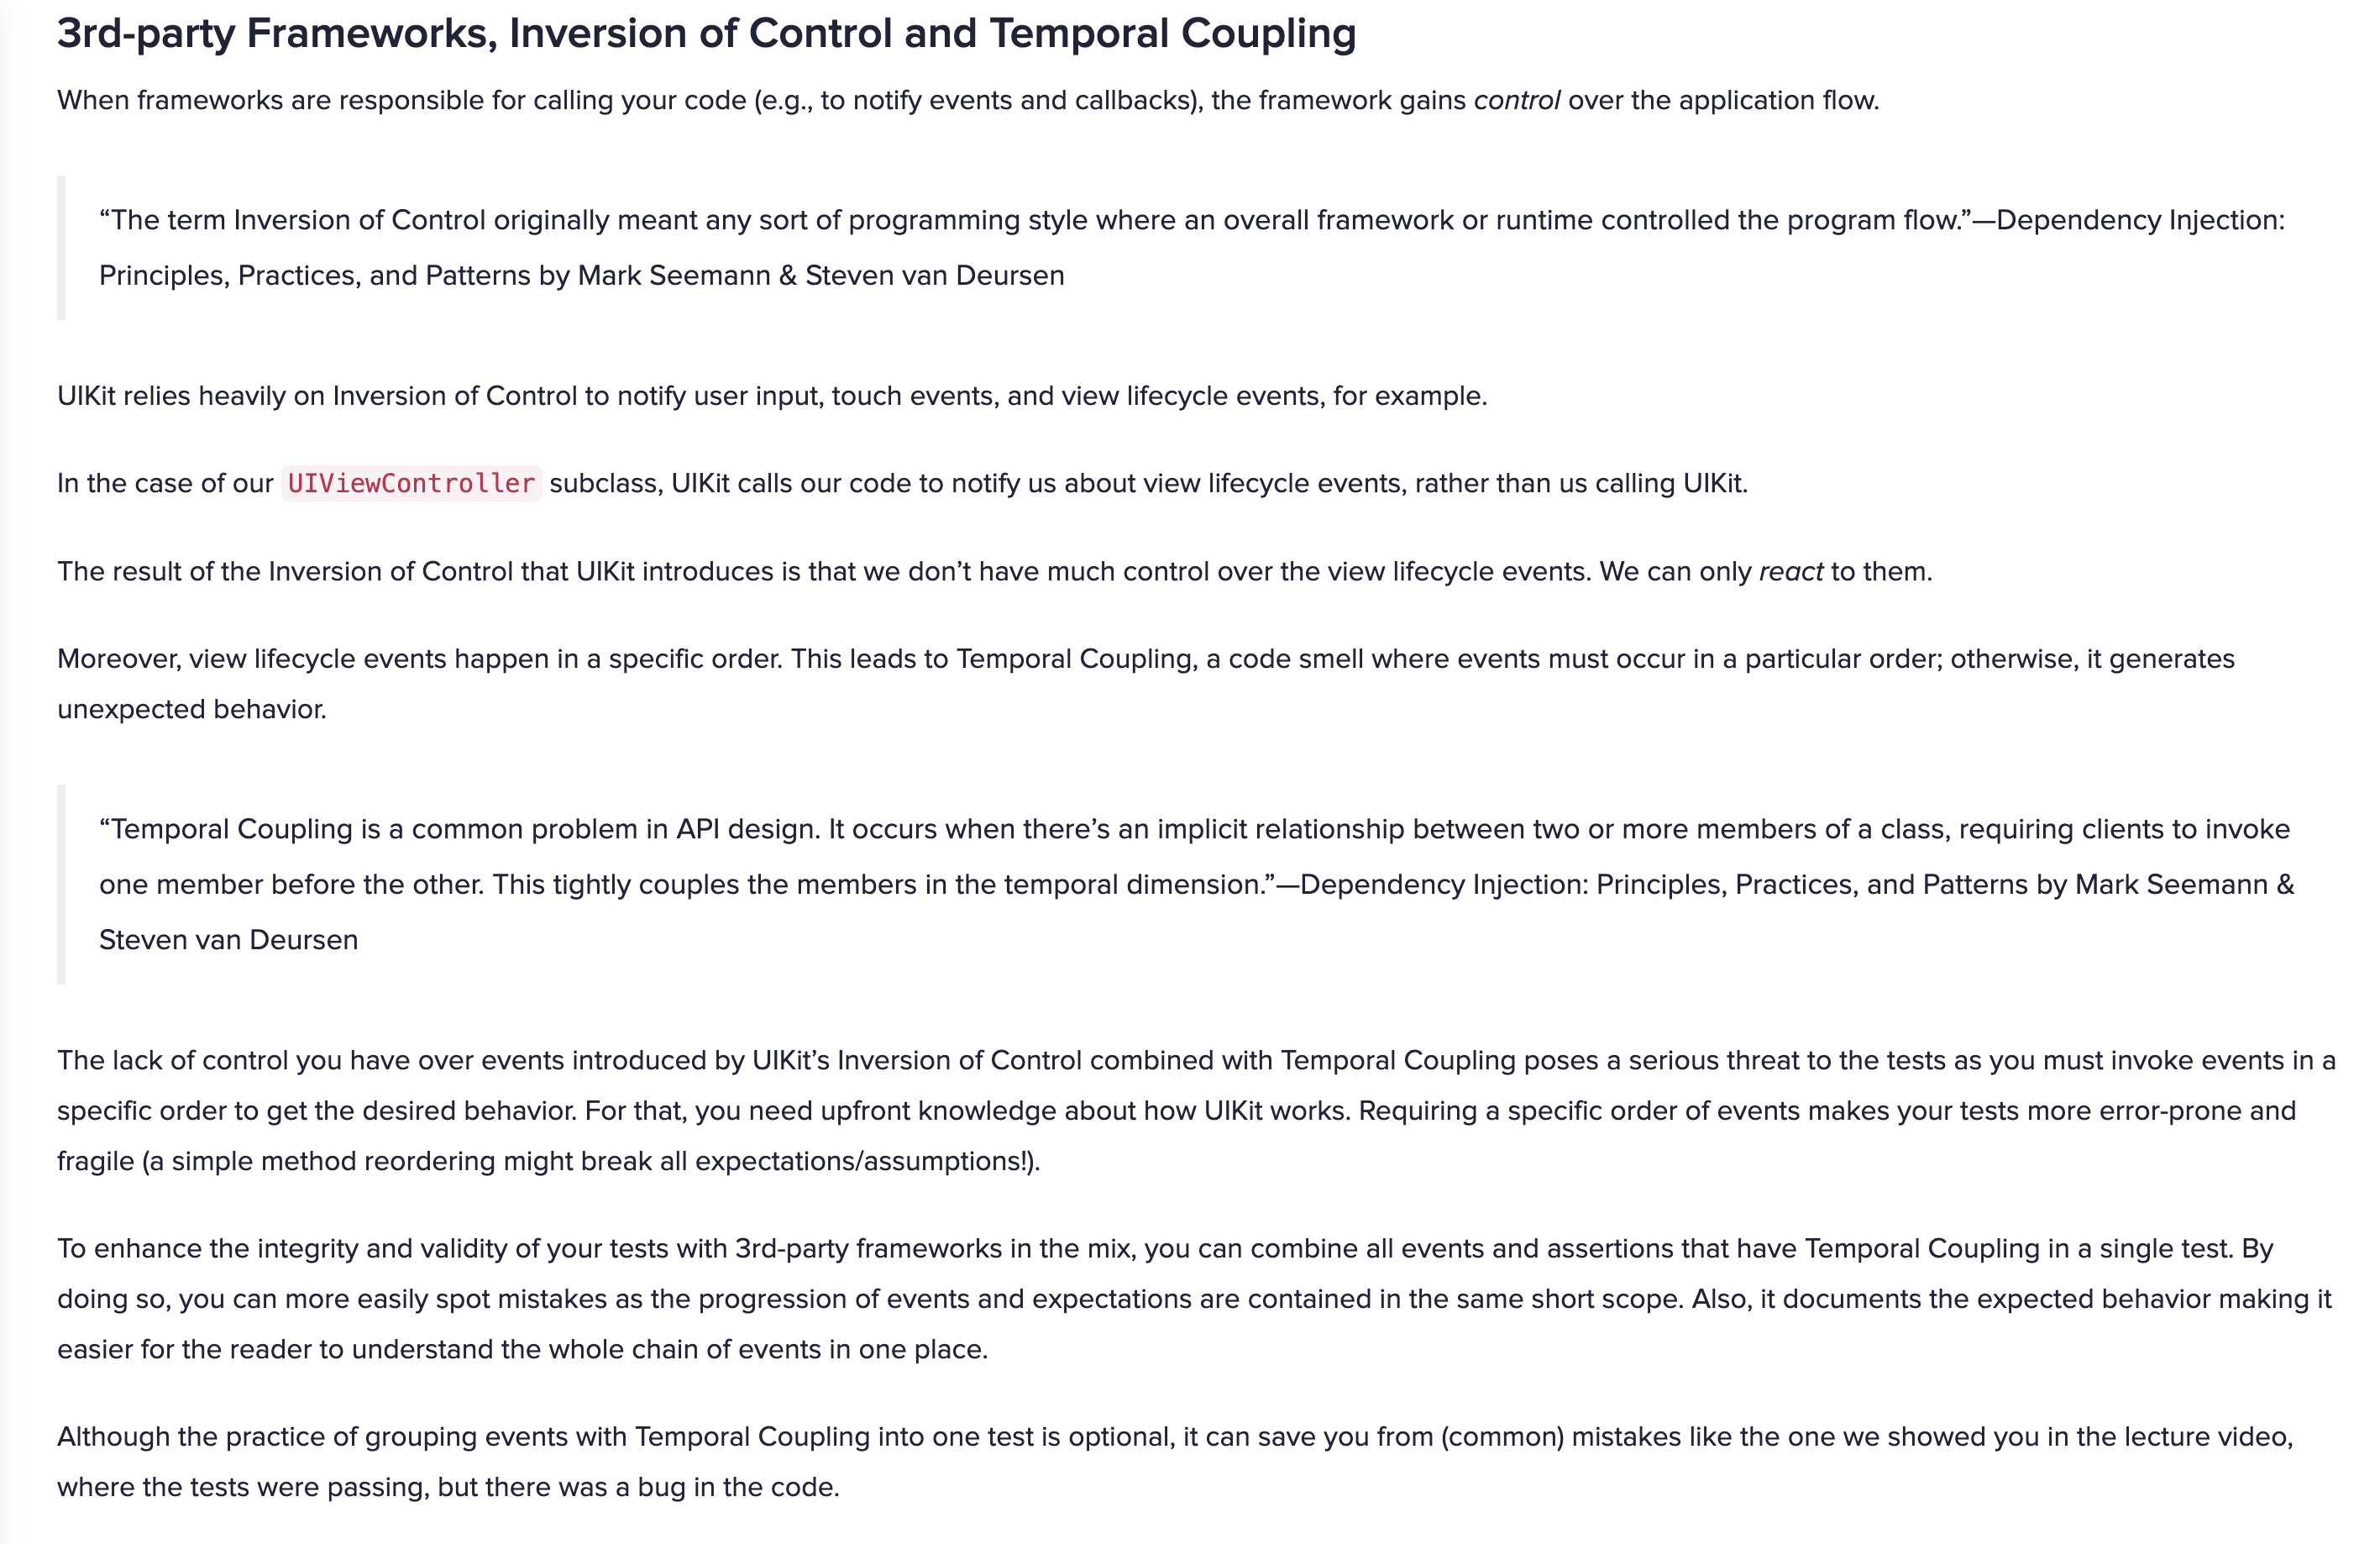 3rd-party Frameworks, Inversion of Control and Temporal Coupling
When frameworks are responsible for calling your code (e.g., to notify events and callbacks), the framework gains control over the application flow.
“The term Inversion of Control originally meant any sort of programming style where an overall framework or runtime controlled the program flow.”—Dependency Injection:
Principles, Practices, and Patterns by Mark Seemann & Steven van Deursen
UIKit relies heavily on Inversion of Control to notify user input, touch events, and view lifecycle events, for example.
In the case of our UIViewController subclass, UIKit calls our code to notify us about view lifecycle events, rather than us calling UIKit.
The result of the Inversion of Control that UIKit introduces is that we don’t have much control over the view lifecycle events. We can only react to them.
Moreover, view lifecycle events happen in a specific order. This leads to Temporal Coupling, a code smell where events must occur in a particular order; otherwise, it generates
unexpected behavior.
“Temporal Coupling is a common problem in API design. It occurs when there’s an implicit relationship between two or more members of a class, requiring clients to invoke
one member before the other. This tightly couples the members in the temporal dimension.”—Dependency Injection: Principles, Practices, and Patterns by Mark Seemann &
Steven van Deursen
The lack of control you have over events introduced by UIKit’s Inversion of Control combined with Temporal Coupling poses a serious threat to the tests as you must invoke events in a
specific order to get the desired behavior. For that, you need upfront knowledge about how UIKit works. Requiring a specific order of events makes your tests more error-prone and
fragile (a simple method reordering might break all expectations/assumptions!).
To enhance the integrity and validity of your tests with 3rd-party frameworks in the mix, you can combine all events and assertions that have Temporal Coupling in a single test. By
doing so, you can more easily spot mistakes as the progression of events and expectations are contained in the same short scope. Also, it documents the expected behavior making it
easier for the reader to understand the whole chain of events in one place.
Although the practice of grouping events with Temporal Coupling into one test is optional, it can save you from (common) mistakes like the one we showed you in the lecture video,
where the tests were passing, but there was a bug in the code.